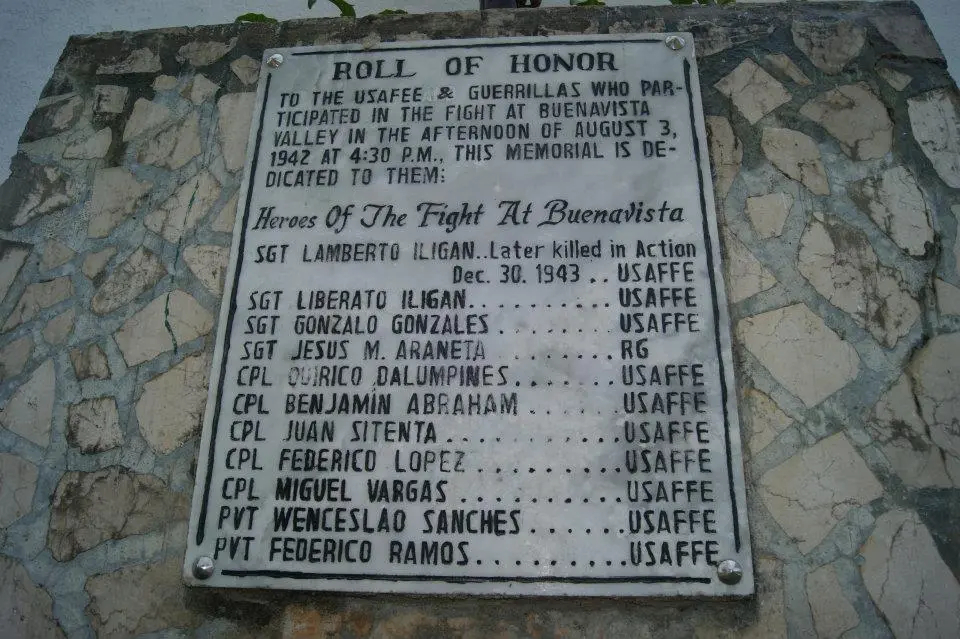 ROLL OF HONOR
TO THE USAFEE & GUERRILLAS WHO PAR-
TICIPATED IN THE FIGHT AT BUENAVISTA
VALLEY IN THE AFTERNOON OF AUGUST 3,
1942 AT 4:30 P.M., THIS MEMORIAL IS DE-
DICATED TO THEM:
Heroes Of The Fight At Buenavista
SGT LAMBERTO ILIGAN..Later killed in Action
Dec. 30. 1943 .. USAFFE
SGT LIBERATO ILIGAN.......... USAFFE
SGT GONZALO GONZALES ........ USAFFE
SGT JESUS M. ARANETA ........ RG
CPL QUIRICO DALUMPINES....... USAFFE
CPL BENJAMIN ABRAHAM ...... USAFFE
CPL JUAN SITENTA ........... USAFFE
CPL FEDERICO LOPEZ ......... USAFFE
CPL MIGUEL VARGAS .......... USAFFE
PVT WENCESLAO SANCHES ...... USAFFE
PVT FEDERICO RAMOS.......... USAFFE